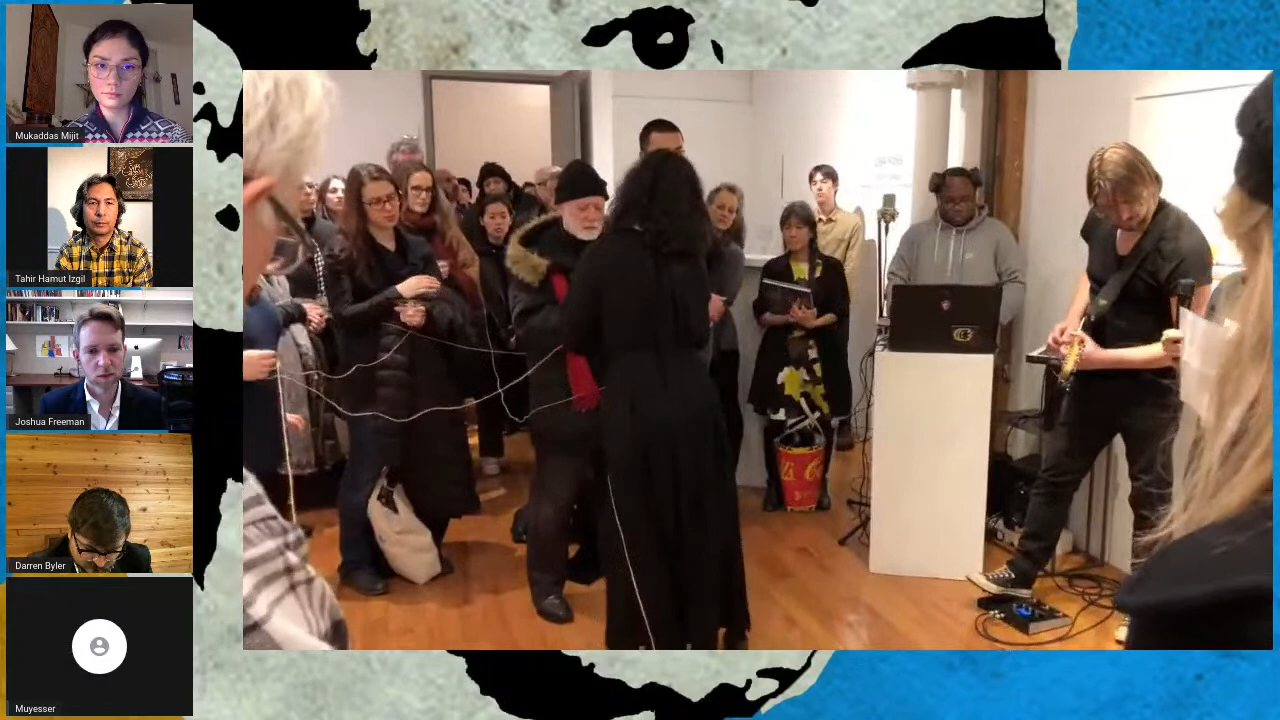 Mukaddas Mijit
Tahir Hamut Izgil
Joshua Freeman
Darren Byler
Muyesser